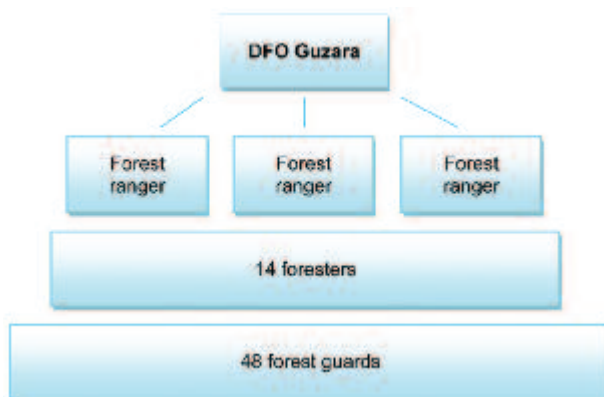 DFO Guzara
Forest
ranger
Forest
ranger
Forest
ranger
14 foresters
48 forest guards